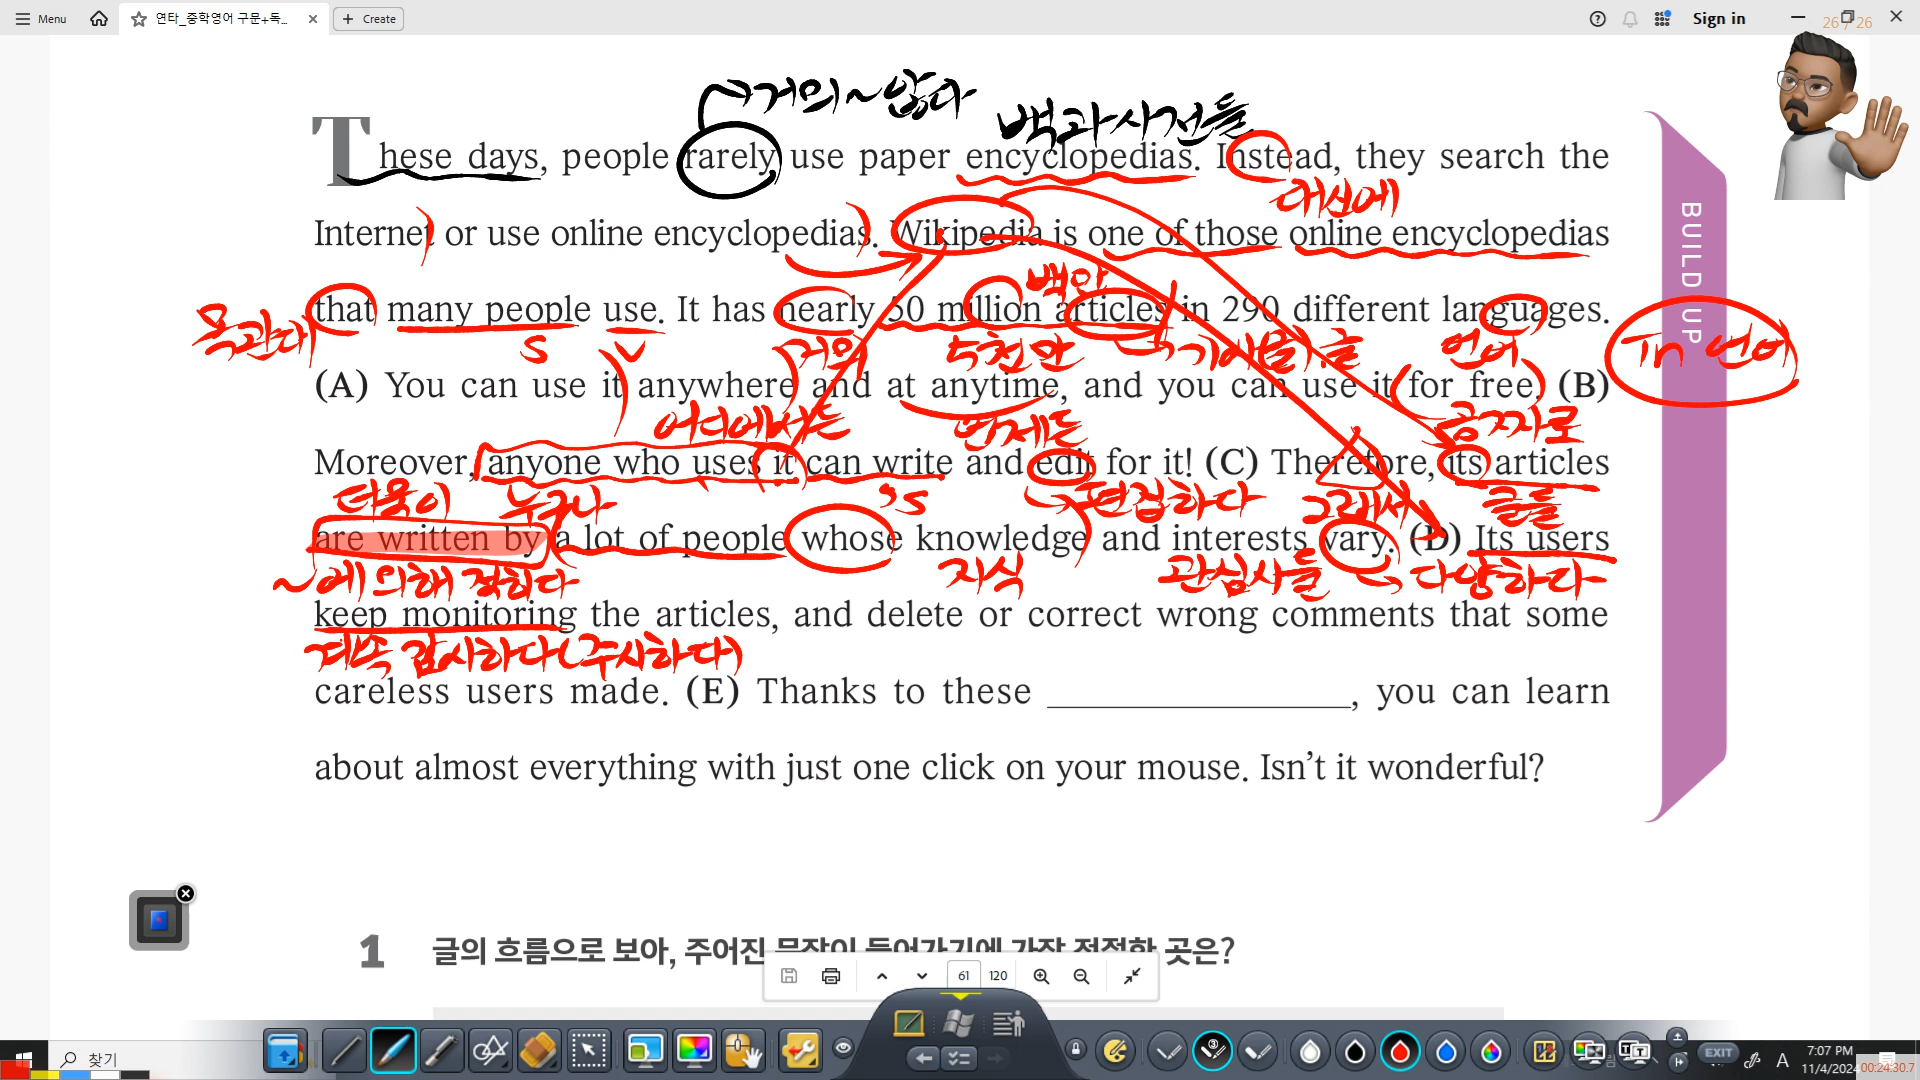 Menu
연타_중학영어 구문+독...
Create
Sign in
26 / 26
거의~않다
백과사전들
These days, people rarely use paper encyclopedias. Instead, they search the
대신에
Internet or use online encyclopedias. Wikipedia is one of those online encyclopedias
백만
that many people use. It has nearly 50 million articles in 290 different languages.
목관대
S
V
거의
5천만
기사(글)을
언어
In 언어
(A) You can use it anywhere and at anytime, and you can use it for free. (B)
어디에서든
언제든
공짜로
Moreover, anyone who uses it can write and edit for it! (C) Therefore, its articles
더욱이
누구나
's
편집하다
그래서
글들
are written by a lot of people whose knowledge and interests vary. (D) Its users
~에 의해 적히다
지식
관심사들
다양하다
keep monitoring the articles, and delete or correct wrong comments that some
계속 감시하다(주시하다)
careless users made. (E) Thanks to these ____________, you can learn
about almost everything with just one click on your mouse. Isn't it wonderful?
BUILD UP
1 글의 흐름으로 보아, 주어진 문장이 들어가기에 가장 적절한 곳은?
61
120
찾기
EXIT
A
7:07 PM
11/4/2024
00:24:30.7